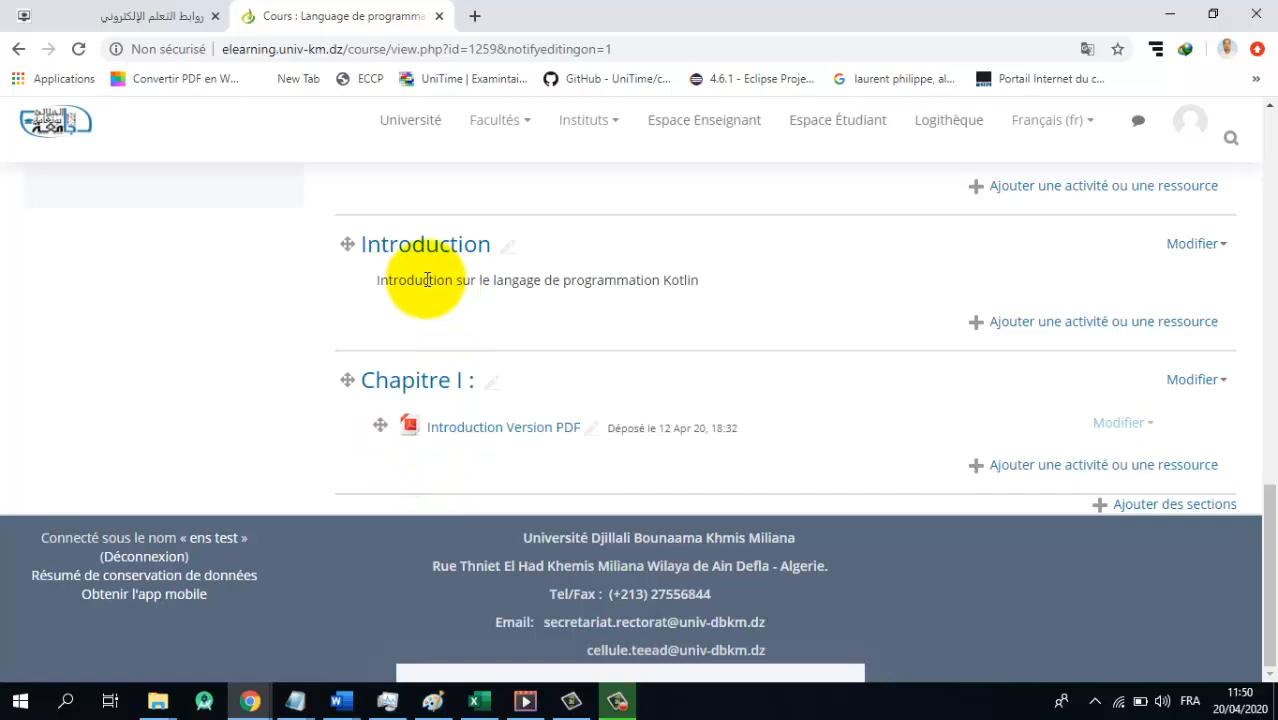 روابط التعلم الإلكتروني
Cours : Language de programma
Non sécurisé
elearning.univ-km.dz/course/view.php?id=1259&notifyeditingon=1
Applications
Convertir PDF en W...
New Tab
ECCP
UniTime | Examintai...
GitHub - UniTime/c...
4.6.1 - Eclipse Proje...
laurent philippe, al...
Portail Internet du c...
»
Université
Facultés
Instituts
Espace Enseignant
Espace Étudiant
Logithèque
Français (fr)
Ajouter une activité ou une ressource
Introduction
Modifier
Introduction sur le langage de programmation Kotlin
Ajouter une activité ou une ressource
Chapitre I :
Modifier
Introduction Version PDF
Déposé le 12 Apr 20, 18:32
Modifier
Ajouter une activité ou une ressource
Ajouter des sections
Connecté sous le nom « ens test »
(Déconnexion)
Résumé de conservation de données
Obtenir l'app mobile
Université Djillali Bounaama Khmis Miliana
Rue Thniet El Had Khemis Miliana Wilaya de Ain Defla - Algerie.
Tel/Fax : (+213) 27556844
Email: secretariat.rectorat@univ-dbkm.dz
cellule.teead@univ-dbkm.dz
FRA
11:50
20/04/2020